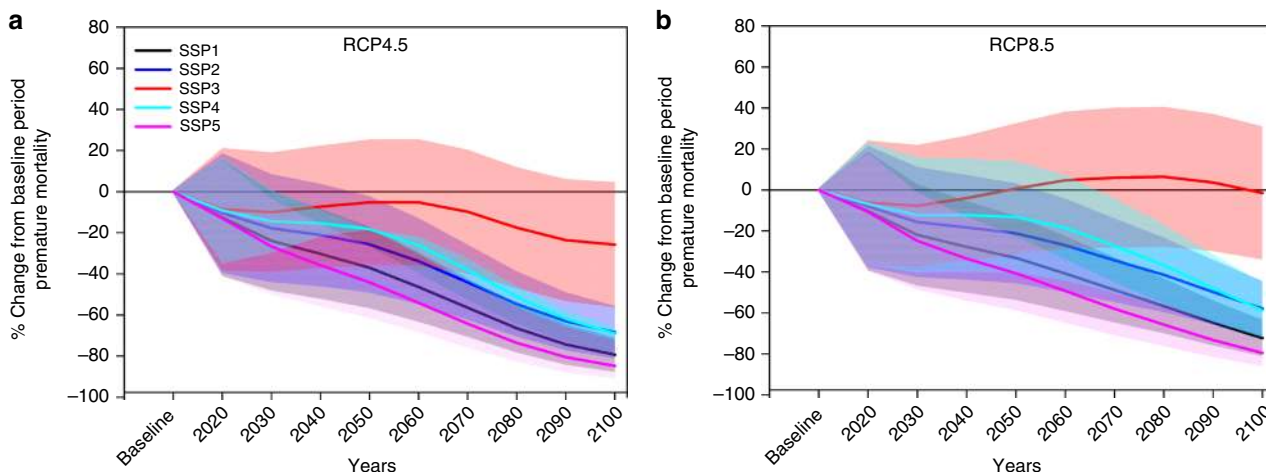 a
RCP4.5
SSP1
SSP2
SSP3
SSP4
SSP5
% Change from baseline period
premature mortality
80
60
40
20
0
−20
−40
−60
−80
−100
Baseline
2020
2030
2040
2050
2060
2070
2080
2090
2100
Years
b
RCP8.5
% Change from baseline period
premature mortality
80
60
40
20
0
−20
−40
−60
−80
−100
Baseline
2020
2030
2040
2050
2060
2070
2080
2090
2100
Years